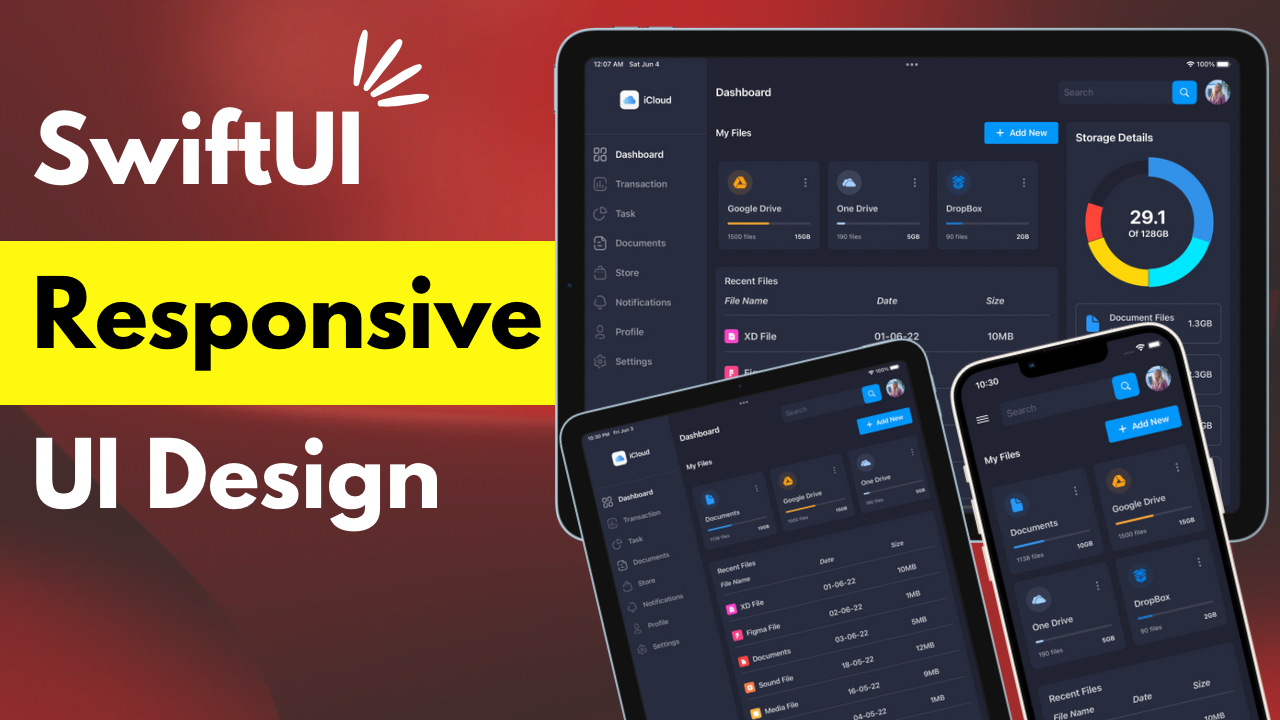 SwiftUI
Responsive
UI Design
12:07 AM Sat Jun 4
100%
iCloud
Dashboard
Transaction
Task
Documents
Store
Notifications
Profile
Settings
Dashboard
Search
My Files
+ Add New
Google Drive
1500 files 15GB
One Drive
190 files 5GB
DropBox
90 files 2GB
Recent Files
File Name Date Size
XD File 01-06-22 10MB
Storage Details
29.1
Of 128GB
Document Files 1.3GB
10:30 PM Fri Jun 3
100%
iCloud
Dashboard
Transaction
Task
Documents
Store
Notifications
Profile
Settings
Dashboard
Search
My Files
+ Add New
Documents
1138 files 10GB
Google Drive
1500 files 15GB
One Drive
190 files 5GB
Recent Files
File Name Date Size
XD File 01-06-22 10MB
Figma File 02-06-22 1MB
Documents 03-06-22 5MB
Sound File 18-05-22 12MB
Media File 16-05-22 9MB
04-05-22 1MB
10:30
Search
+ Add New
My Files
Documents
1138 files 10GB
Google Drive
1500 files 15GB
One Drive
190 files 5GB
DropBox
90 files 2GB
Recent Files
File Name Date Size
10MB